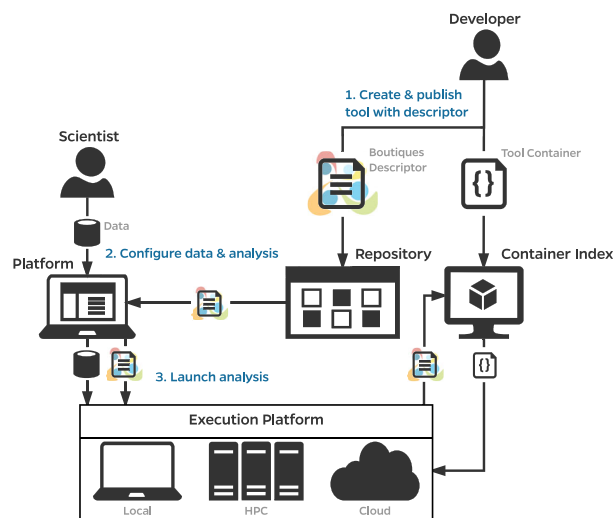 Developer
1. Create & publish
tool with descriptor
Scientist
Boutiques
Descriptor
Tool Container
{}
Data
2. Configure data & analysis
Platform
Repository
Container Index
3. Launch analysis
{}
Execution Platform
Local
HPC
Cloud